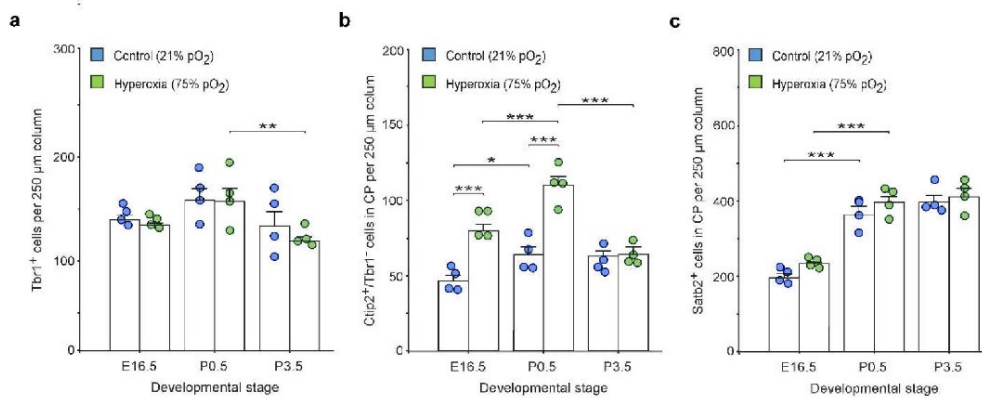 a
300
Control (21% pO2)
Hyperoxia (75% pO2)
**
200
100
0
Tbr1+ cells per 250 µm column
E16.5 P0.5 P3.5
Developmental stage
b
200
Control (21% pO2)
Hyperoxia (75% pO2)
***
***
150
***
*
***
100
50
0
Ctip2+/Tbr1- cells in CP per 250 µm colum
E16.5 P0.5 P3.5
Developmental stage
c
800
Control (21% pO2)
Hyperoxia (75% pO2)
***
600
***
400
200
0
Satb2+ cells in CP per 250 µm column
E16.5 P0.5 P3.5
Developmental stage